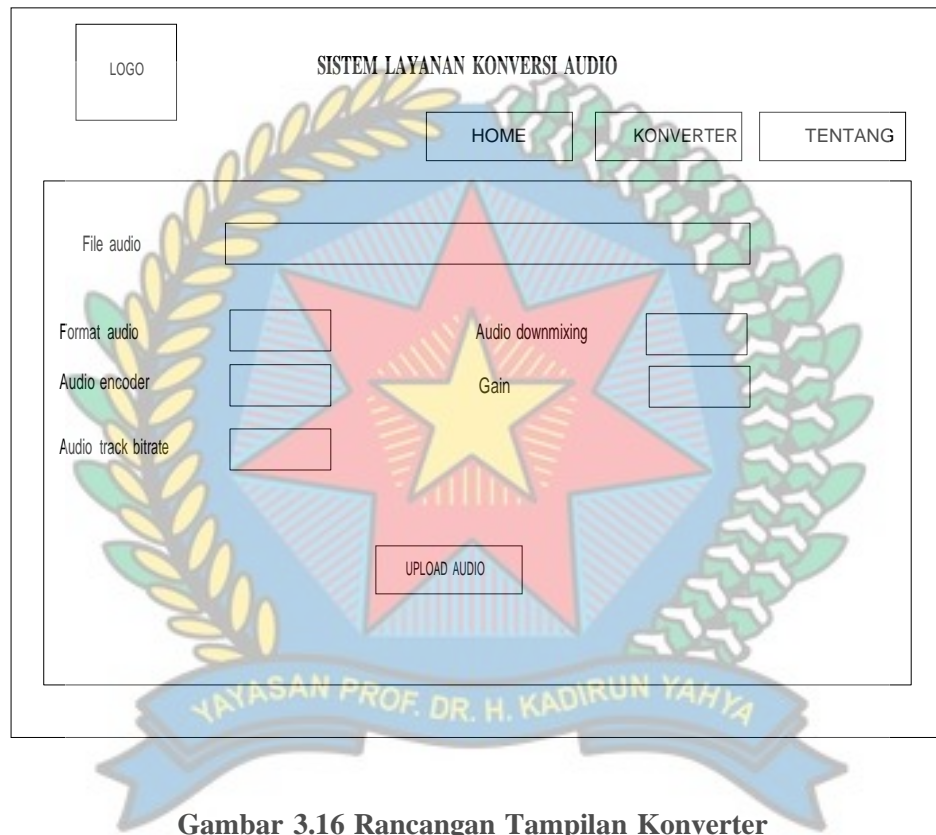 LOGO
SISTEM LAYANAN KONVERSI AUDIO
HOME KONVERTER TENTANG
File audio
Format audio Audio downmixing
Audio encoder Gain
Audio track bitrate
UPLOAD AUDIO
YAYASAN PROF. DR. H. KADIRUN YAHYA
Gambar 3.16 Rancangan Tampilan Konverter